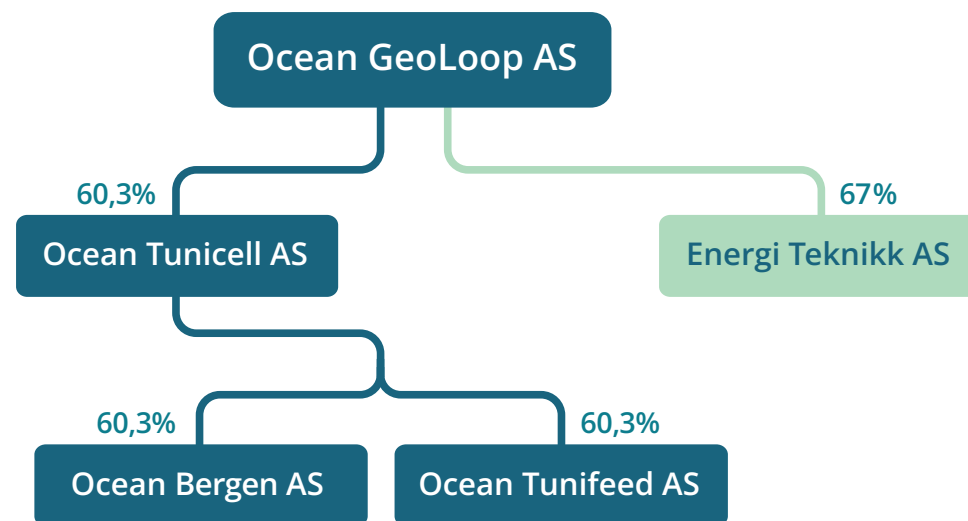 Ocean GeoLoop AS
60,3%
67%
Ocean Tunicell AS
Energi Teknikk AS
60,3%
60,3%
Ocean Bergen AS
Ocean Tunifeed AS